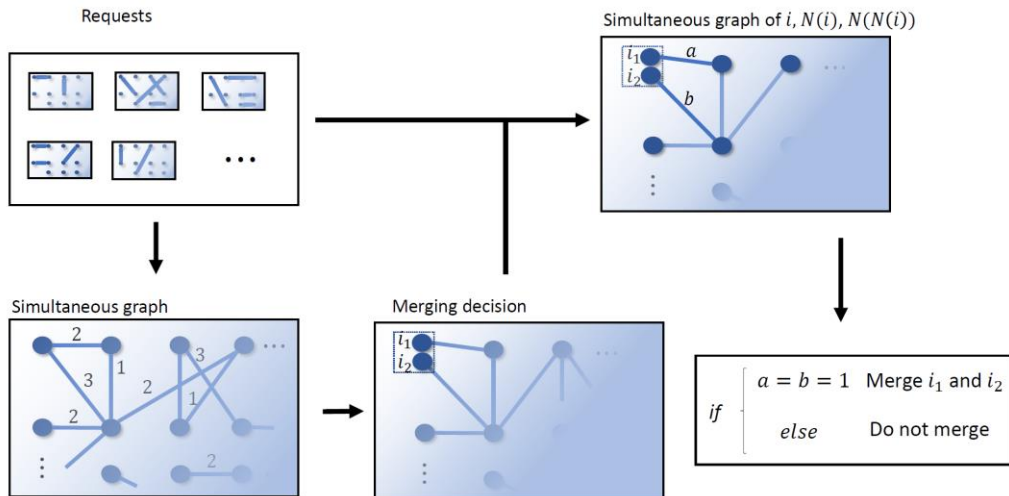 Requests
...
Simultaneous graph of i, N(i), N(N(i))
i₁
i₂
a
b
...
⋮
Simultaneous graph
2
3
1
2
2
3
1
2
...
⋮
Merging decision
i₁
i₂
...
⋮
if
a = b = 1 Merge i₁ and i₂
else Do not merge